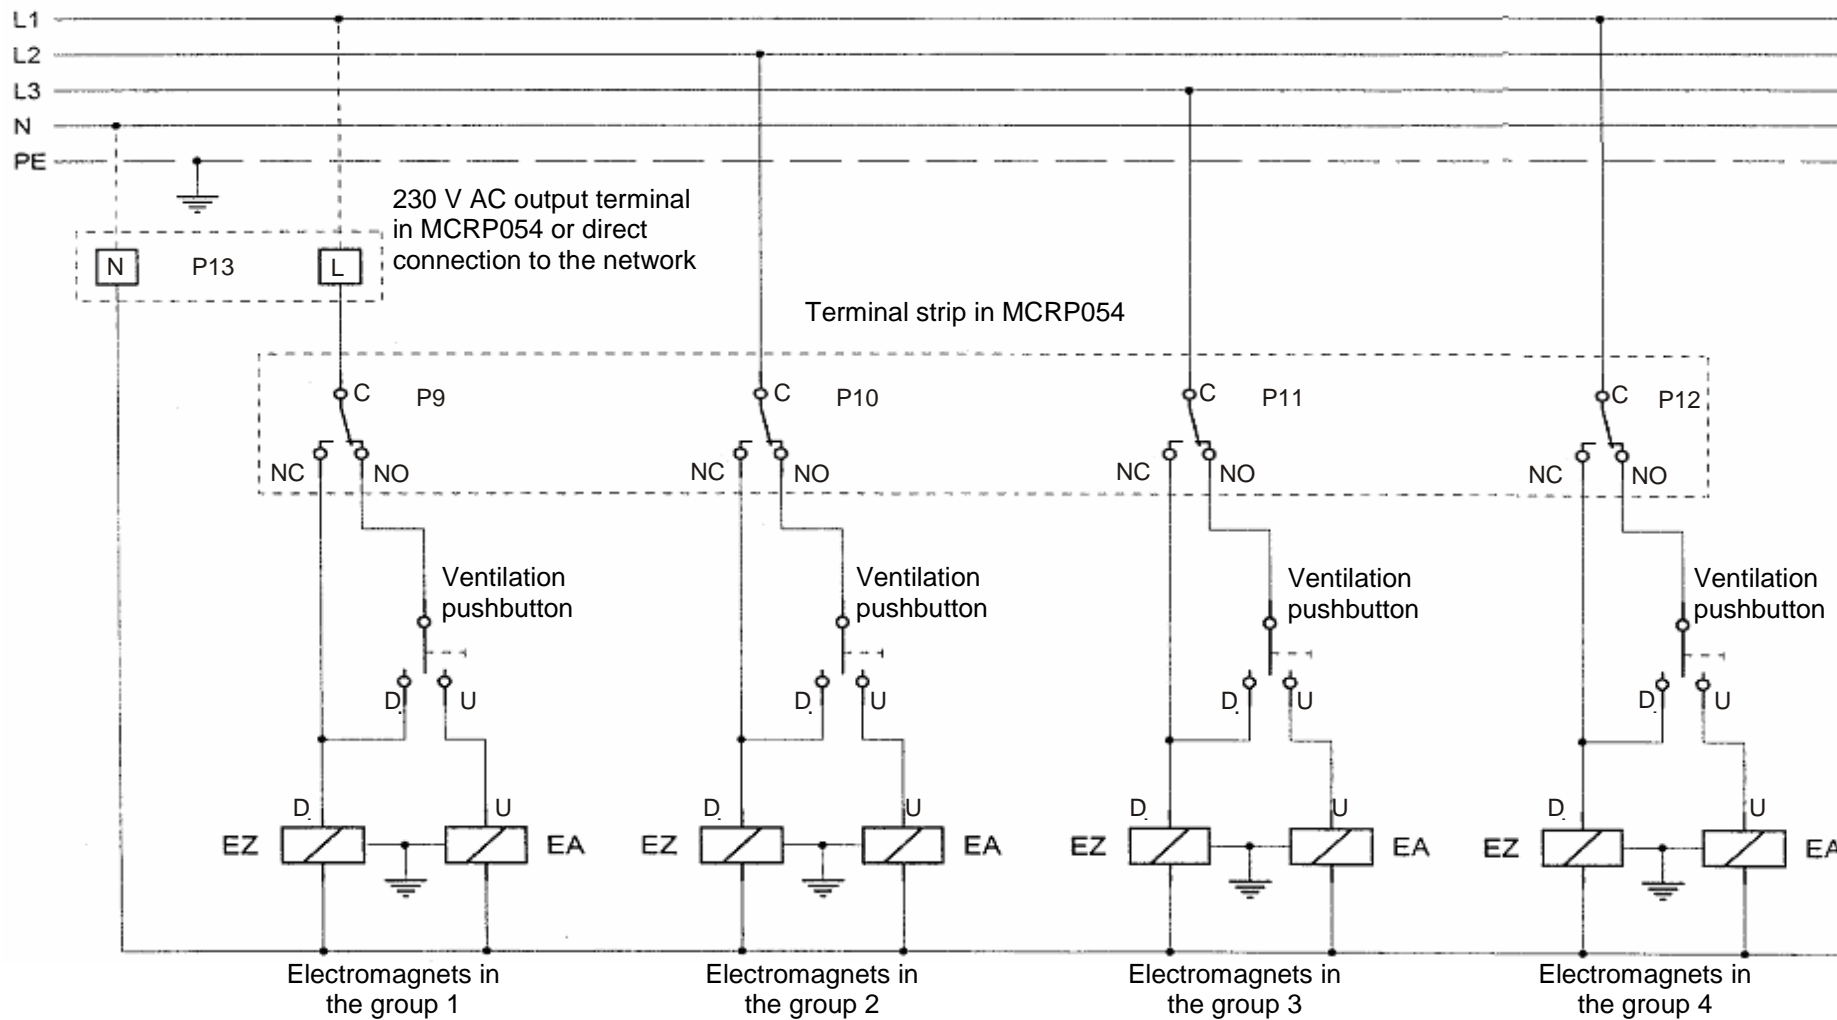 L1
L2
L3
N
PE
230 V AC output terminal
in MCRP054 or direct
connection to the network
N P13 L
Terminal strip in MCRP054
C P9 C P10 C P11 C P12
NC NO NC NO NC NO NC NO
Ventilation
pushbutton
Ventilation
pushbutton
Ventilation
pushbutton
Ventilation
pushbutton
D. U D. U D. U D. U
D. U D. U D. U D. U
EZ EA EZ EA EZ EA EZ EA
Electromagnets in
the group 1
Electromagnets in
the group 2
Electromagnets in
the group 3
Electromagnets in
the group 4